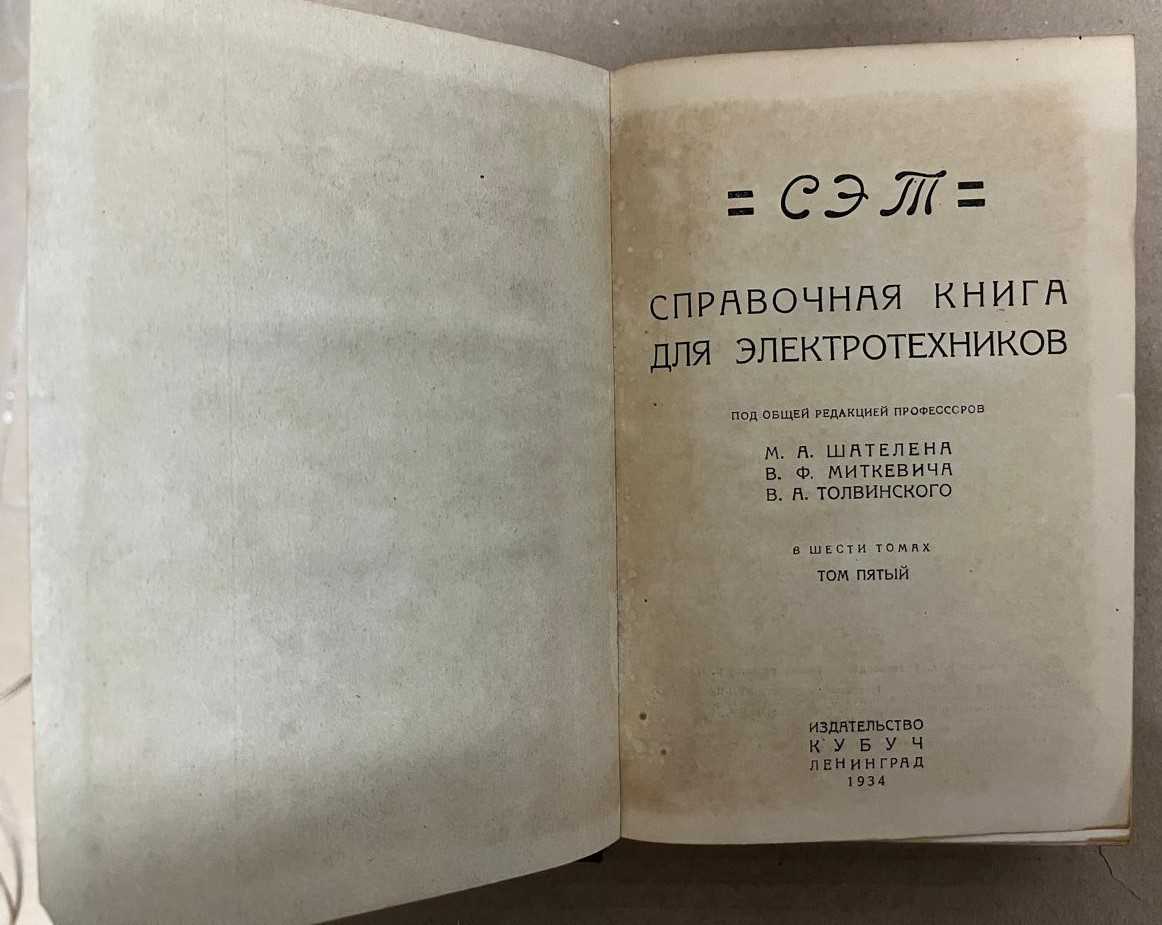 = СЭТ =
СПРАВОЧНАЯ КНИГА
ДЛЯ ЭЛЕКТРОТЕХНИКОВ
ПОД ОБЩЕЙ РЕДАКЦИЕЙ ПРОФЕССОРОВ
М. А. ШАТЕЛЕНА
В. Ф. МИТКЕВИЧА
В. А. ТОЛВИНСКОГО
В ШЕСТИ ТОМАХ
ТОМ ПЯТЫЙ
ИЗДАТЕЛЬСТВО
КУБУЧ
ЛЕНИНГРАД
1934